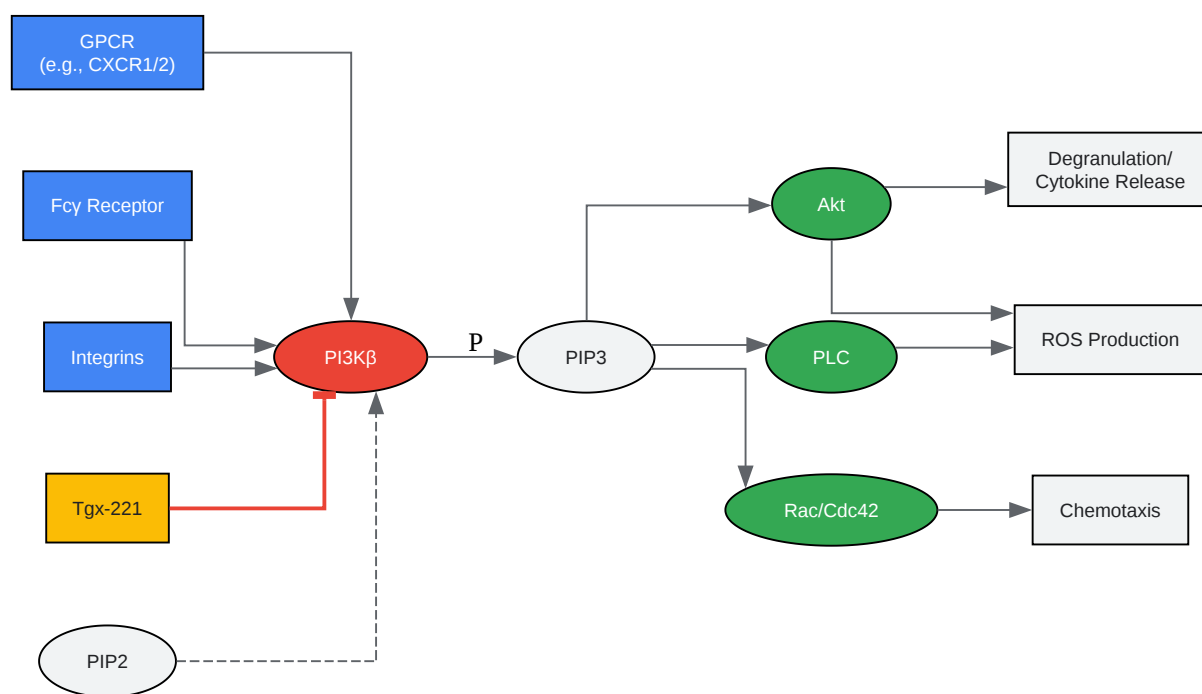 GPCR
(e.g., CXCR1/2)
Fcγ Receptor
Integrins
Tgx-221
PIP2
PI3Kβ
P
PIP3
Akt
PLC
Rac/Cdc42
Degranulation/
Cytokine Release
ROS Production
Chemotaxis